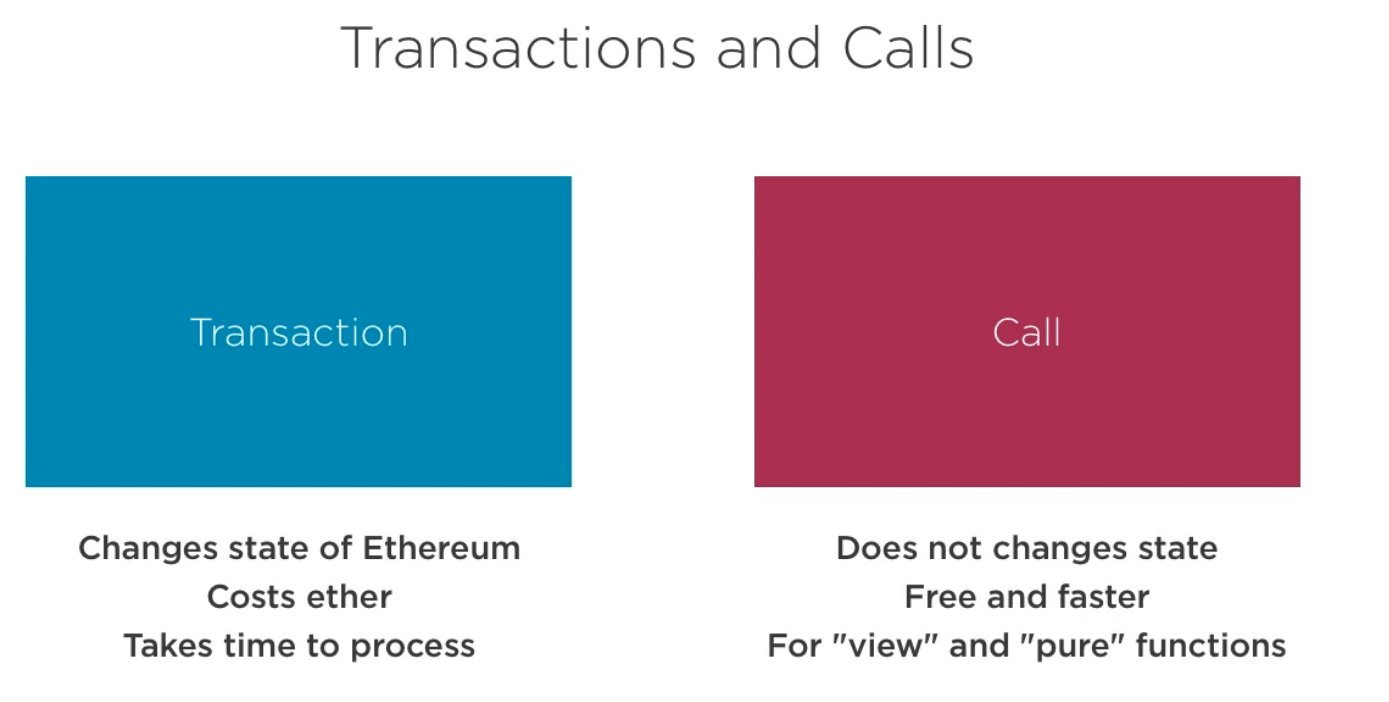 Transactions and Calls
Transaction
Call
Changes state of Ethereum
Costs ether
Takes time to process
Does not changes state
Free and faster
For "view" and "pure" functions